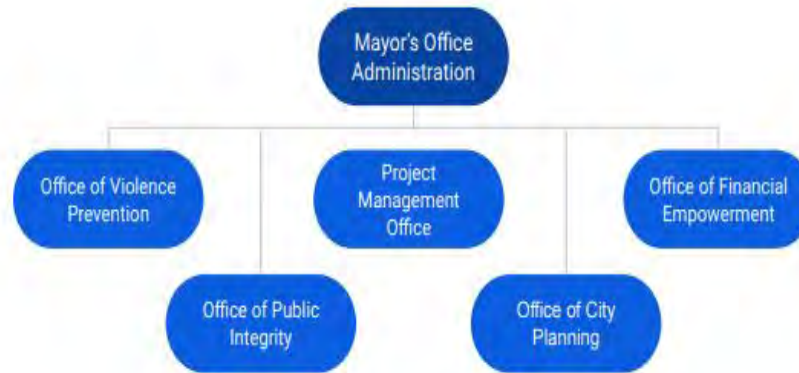 Mayor's Office
Administration
Office of Violence
Prevention
Project
Management
Office
Office of Financial
Empowerment
Office of Public
Integrity
Office of City
Planning